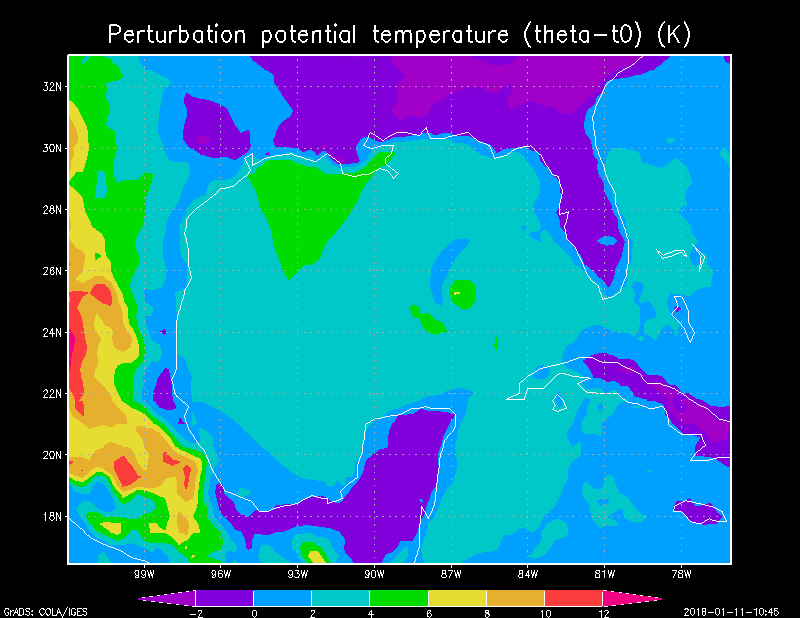 Perturbation potential temperature (theta-t0) (K)
32N
30N
28N
26N
24N
22N
20N
18N
99W 96W 93W 90W 87W 84W 81W 78W
-2 0 2 4 6 8 10 12
GrADS: COLA/IGES 2018-01-11-10:45